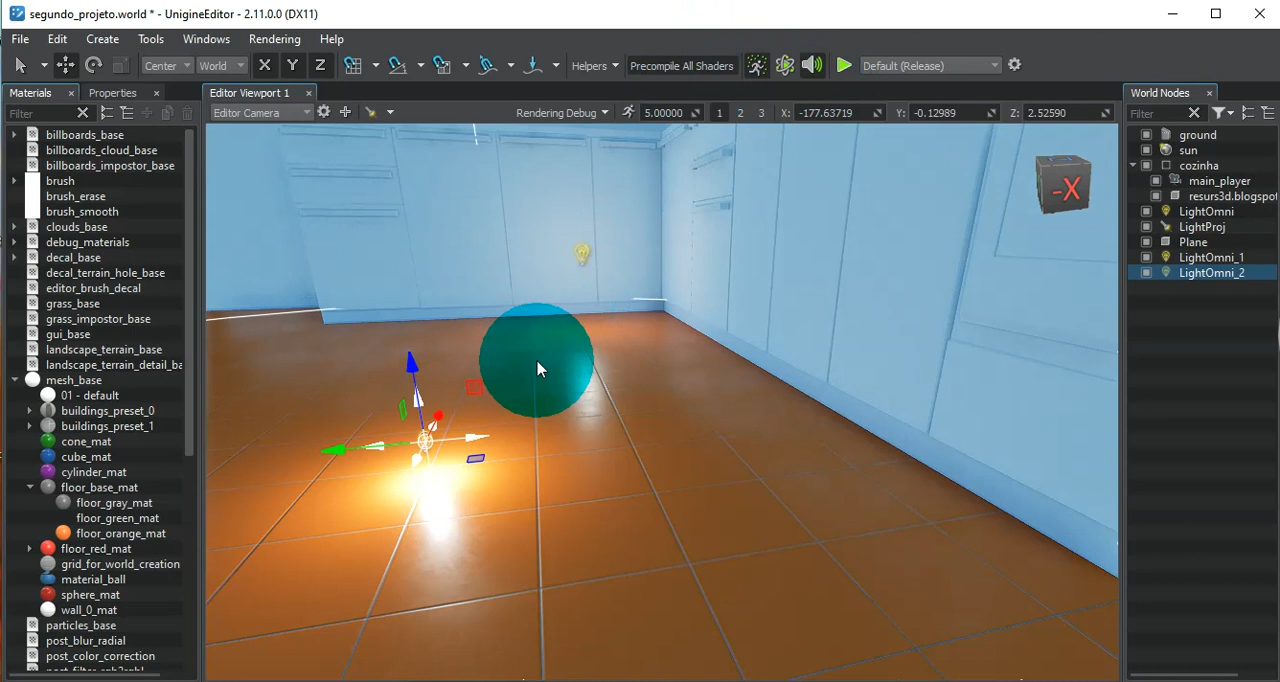 segundo_projeto.world * - UnigineEditor - 2.11.0.0 (DX11)
File Edit Create Tools Windows Rendering Help
Center World X Y Z Helpers Precompile All Shaders Default (Release)
Materials Properties
Filter
billboards_base
billboards_cloud_base
billboards_impostor_base
brush
brush_erase
brush_smooth
clouds_base
debug_materials
decal_base
decal_terrain_hole_base
editor_brush_decal
grass_base
grass_impostor_base
gui_base
landscape_terrain_base
landscape_terrain_detail_ba
mesh_base
01 - default
buildings_preset_0
buildings_preset_1
cone_mat
cube_mat
cylinder_mat
floor_base_mat
floor_gray_mat
floor_green_mat
floor_orange_mat
floor_red_mat
grid_for_world_creation
material_ball
sphere_mat
wall_0_mat
particles_base
post_blur_radial
post_color_correction
Editor Viewport 1
Editor Camera Rendering Debug 5.00000 1 2 3 X: -177.63719 Y: -0.12989 Z: 2.52590
-X
World Nodes
Filter
ground
sun
cozinha
main_player
resurs3d.blogspot
LightOmni
LightProj
Plane
LightOmni_1
LightOmni_2